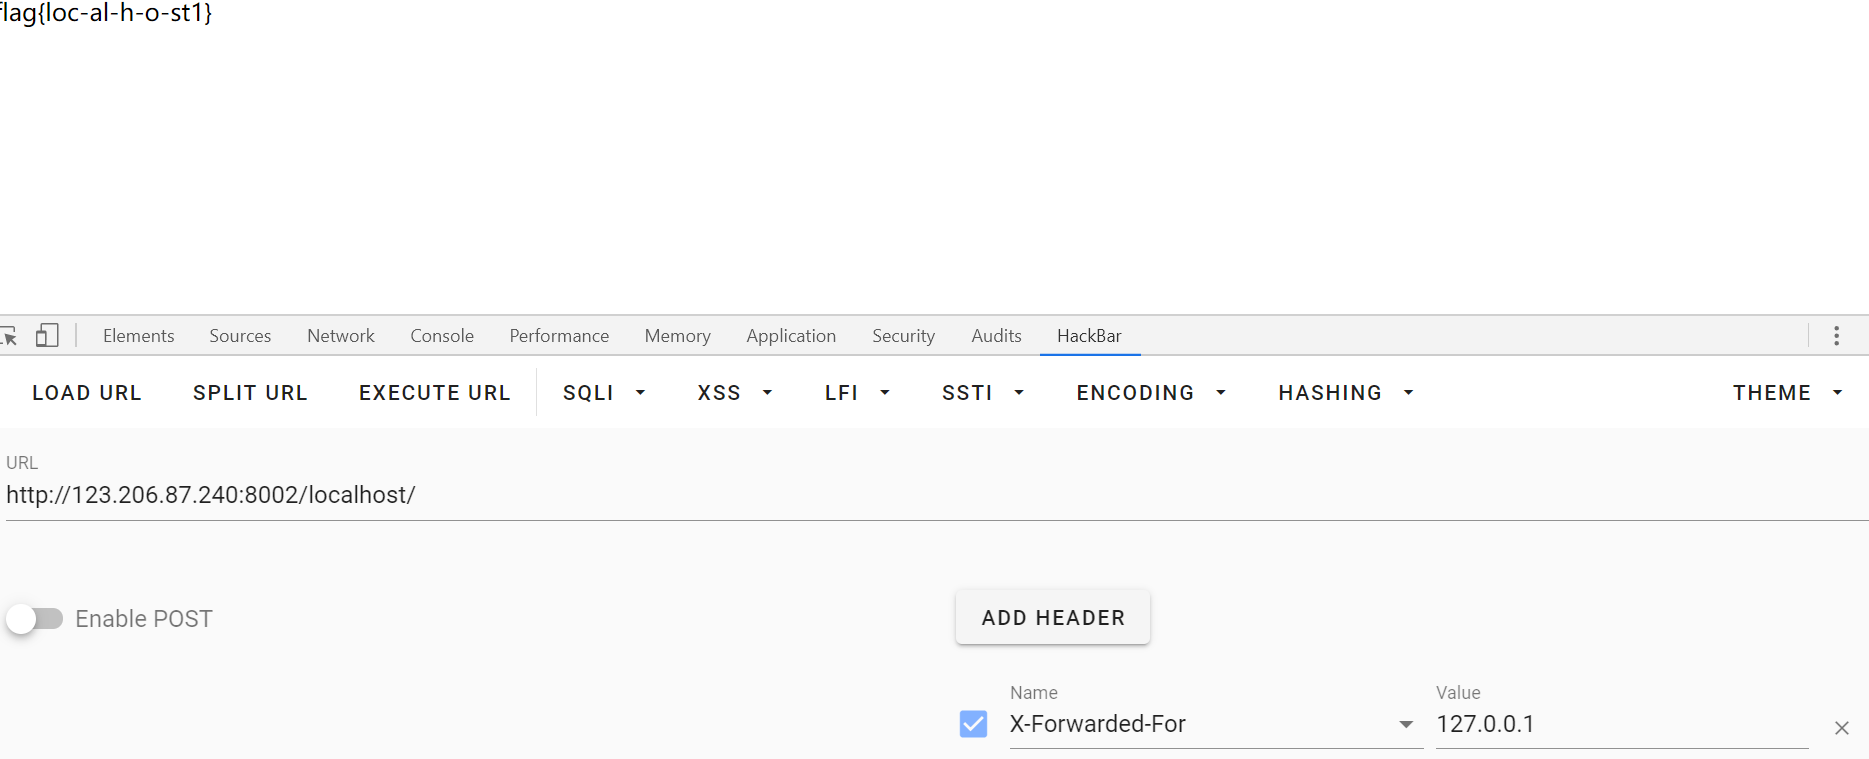 flag{loc-al-h-o-st1}
Elements Sources Network Console Performance Memory Application Security Audits HackBar
LOAD URL SPLIT URL EXECUTE URL SQLI XSS LFI SSTI ENCODING HASHING THEME
URL
http://123.206.87.240:8002/localhost/
Enable POST ADD HEADER
Name Value
X-Forwarded-For 127.0.0.1